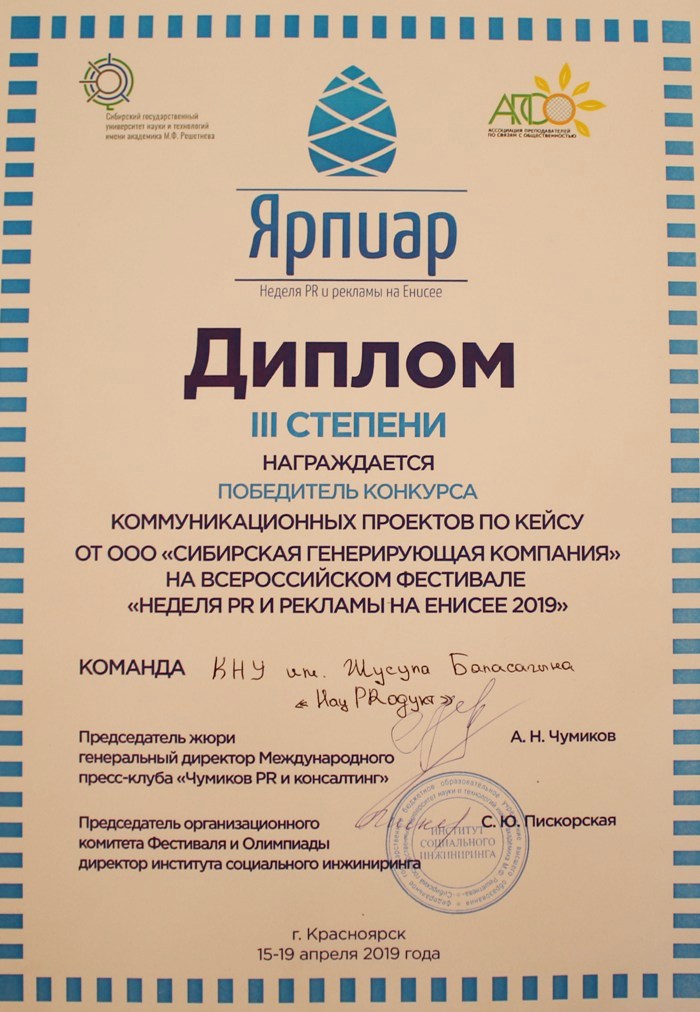 Сибирский государственный
университет науки и технологий
имени академика М.Ф. Решетнева
АПСО
АССОЦИАЦИЯ ПРЕПОДАВАТЕЛЕЙ
ПО СВЯЗЯМ С ОБЩЕСТВЕННОСТЬЮ
Ярпиар
Неделя PR и рекламы на Енисее
Диплом
III СТЕПЕНИ
НАГРАЖДАЕТСЯ
ПОБЕДИТЕЛЬ КОНКУРСА
КОММУНИКАЦИОННЫХ ПРОЕКТОВ ПО КЕЙСУ
ОТ ООО «СИБИРСКАЯ ГЕНЕРИРУЮЩАЯ КОМПАНИЯ»
НА ВСЕРОССИЙСКОМ ФЕСТИВАЛЕ
«НЕДЕЛЯ PR И РЕКЛАМЫ НА ЕНИСЕЕ 2019»
КОМАНДА КНУ им. Жусупа Баласагына
«НацPRодукт»
Председатель жюри А. Н. Чумиков
генеральный директор Международного
пресс-клуба «Чумиков PR и консалтинг»
Председатель организационного С. Ю. Пискорская
комитета Фестиваля и Олимпиады
директор института социального инжиниринга
ИНСТИТУТ
СОЦИАЛЬНОГО
ИНЖИНИРИНГА
г. Красноярск
15-19 апреля 2019 года